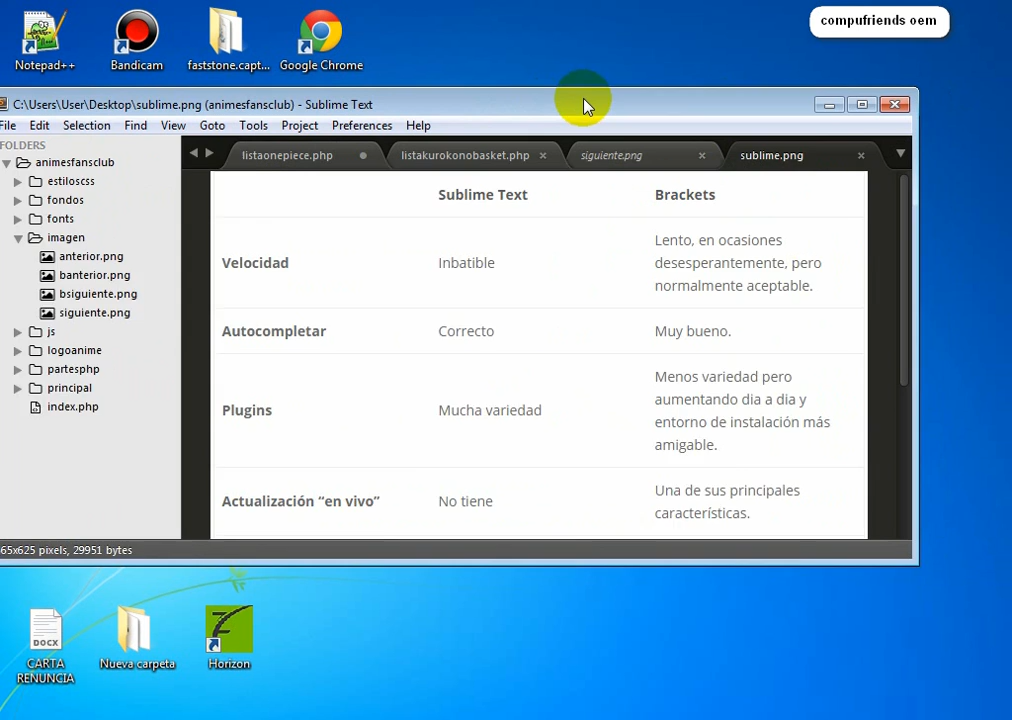 compufriends oem
Notepad++
Bandicam
faststone.capt...
Google Chrome
C:\Users\User\Desktop\sublime.png (animesfansclub) - Sublime Text
File Edit Selection Find View Goto Tools Project Preferences Help
FOLDERS
animesfansclub
estiloscss
fondos
fonts
imagen
anterior.png
banterior.png
bsiguiente.png
siguiente.png
js
logoanime
partesphp
principal
index.php
listaonepiece.php
listakurokonobasket.php
siguiente.png
sublime.png
Sublime Text
Brackets
Velocidad
Inbatible
Lento, en ocasiones
desesperantemente, pero
normalmente aceptable.
Autocompletar
Correcto
Muy bueno.
Plugins
Mucha variedad
Menos variedad pero
aumentando dia a dia y
entorno de instalación más
amigable.
Actualización “en vivo”
No tiene
Una de sus principales
características.
65x625 pixels, 29951 bytes
DOCX
CARTA
RENUNCIA
Nueva carpeta
Horizon